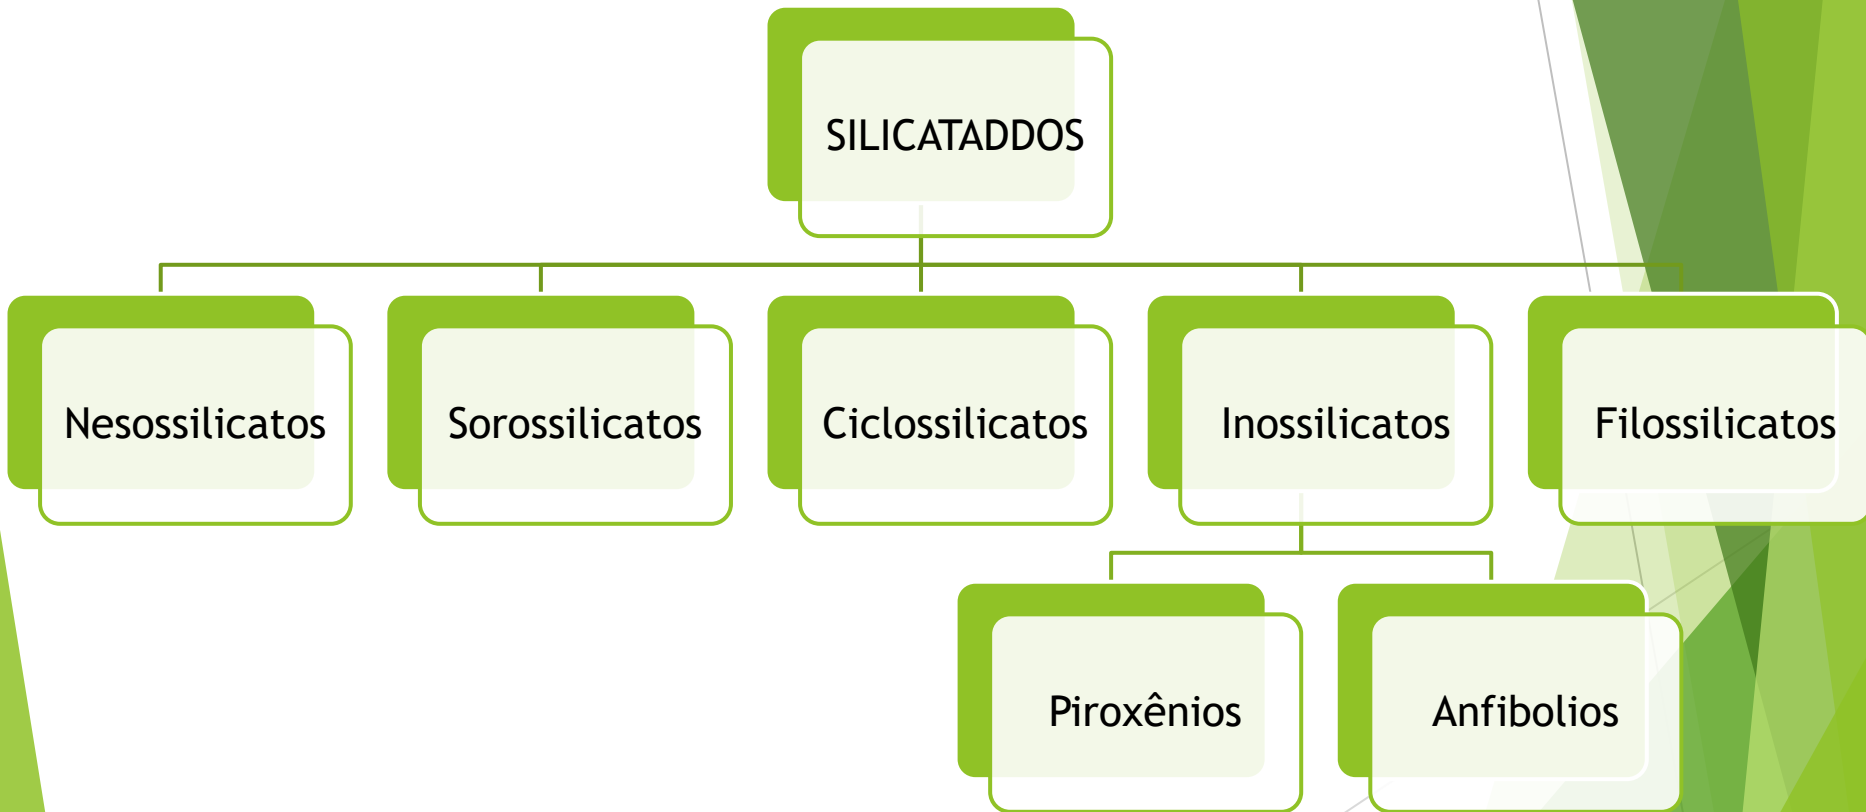 SILICATADDOS
Nesossilicatos
Sorossilicatos
Ciclossilicatos
Inossilicatos
Filossilicatos
Piroxênios
Anfibolios